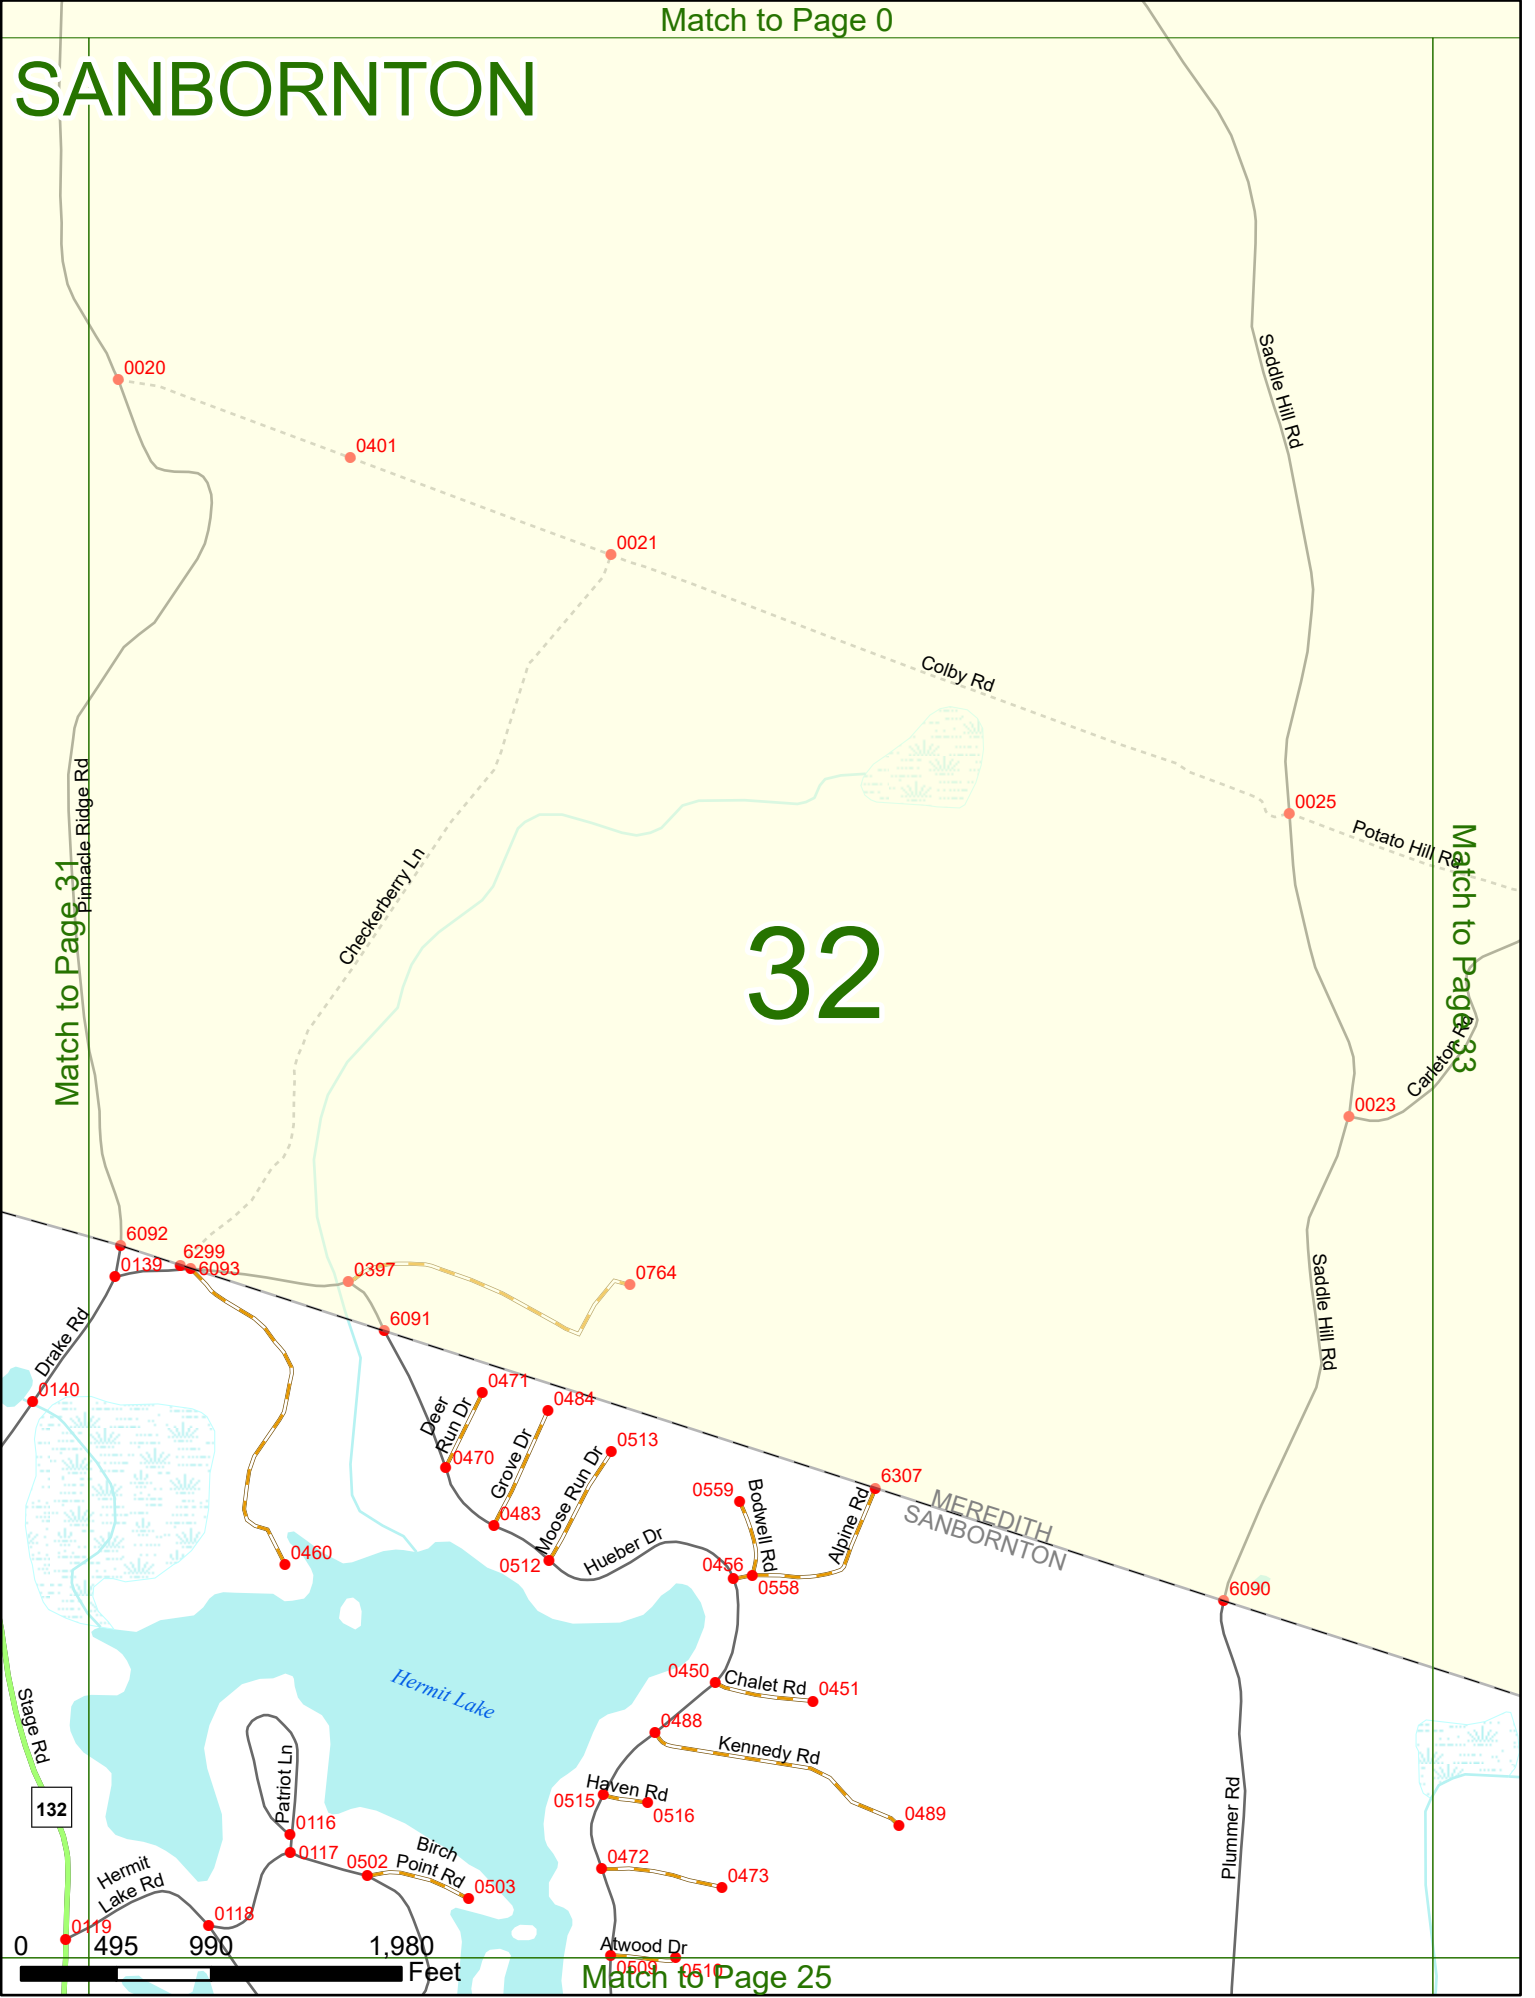 Match to Page 0
SANBORNTON
Saddle Hill Rd
0020
0401
0021
Colby Rd
0025
Potato Hill Rd
Pinnacle Ridge Rd
Match to Page 31
Checkerberry Ln
32
Match to Page 33
Carleton Rd
0023
6092
6299
6093
0139
0397
0764
6091
Drake Rd
0140
Saddle Hill Rd
0471
Deer
Run Dr
0484
0470
Grove Dr
0513
Moose Run Dr
0483
0512
Hueber Dr
0559
Bodwell Rd
6307
Alpine Rd
MEREDITH
SANBORNTON
0456
0558
0460
6090
Hermit Lake
0450
Chalet Rd
0451
0488
Kennedy Rd
0489
Stage Rd
132
Patriot Ln
Haven Rd
0515
0516
Plummer Rd
0116
0117
0502
Birch
Point Rd
0503
0472
0473
Hermit
Lake Rd
0118
0119
Atwood Dr
0509
0510
0 495 990 1,980
Feet
Match to Page 25